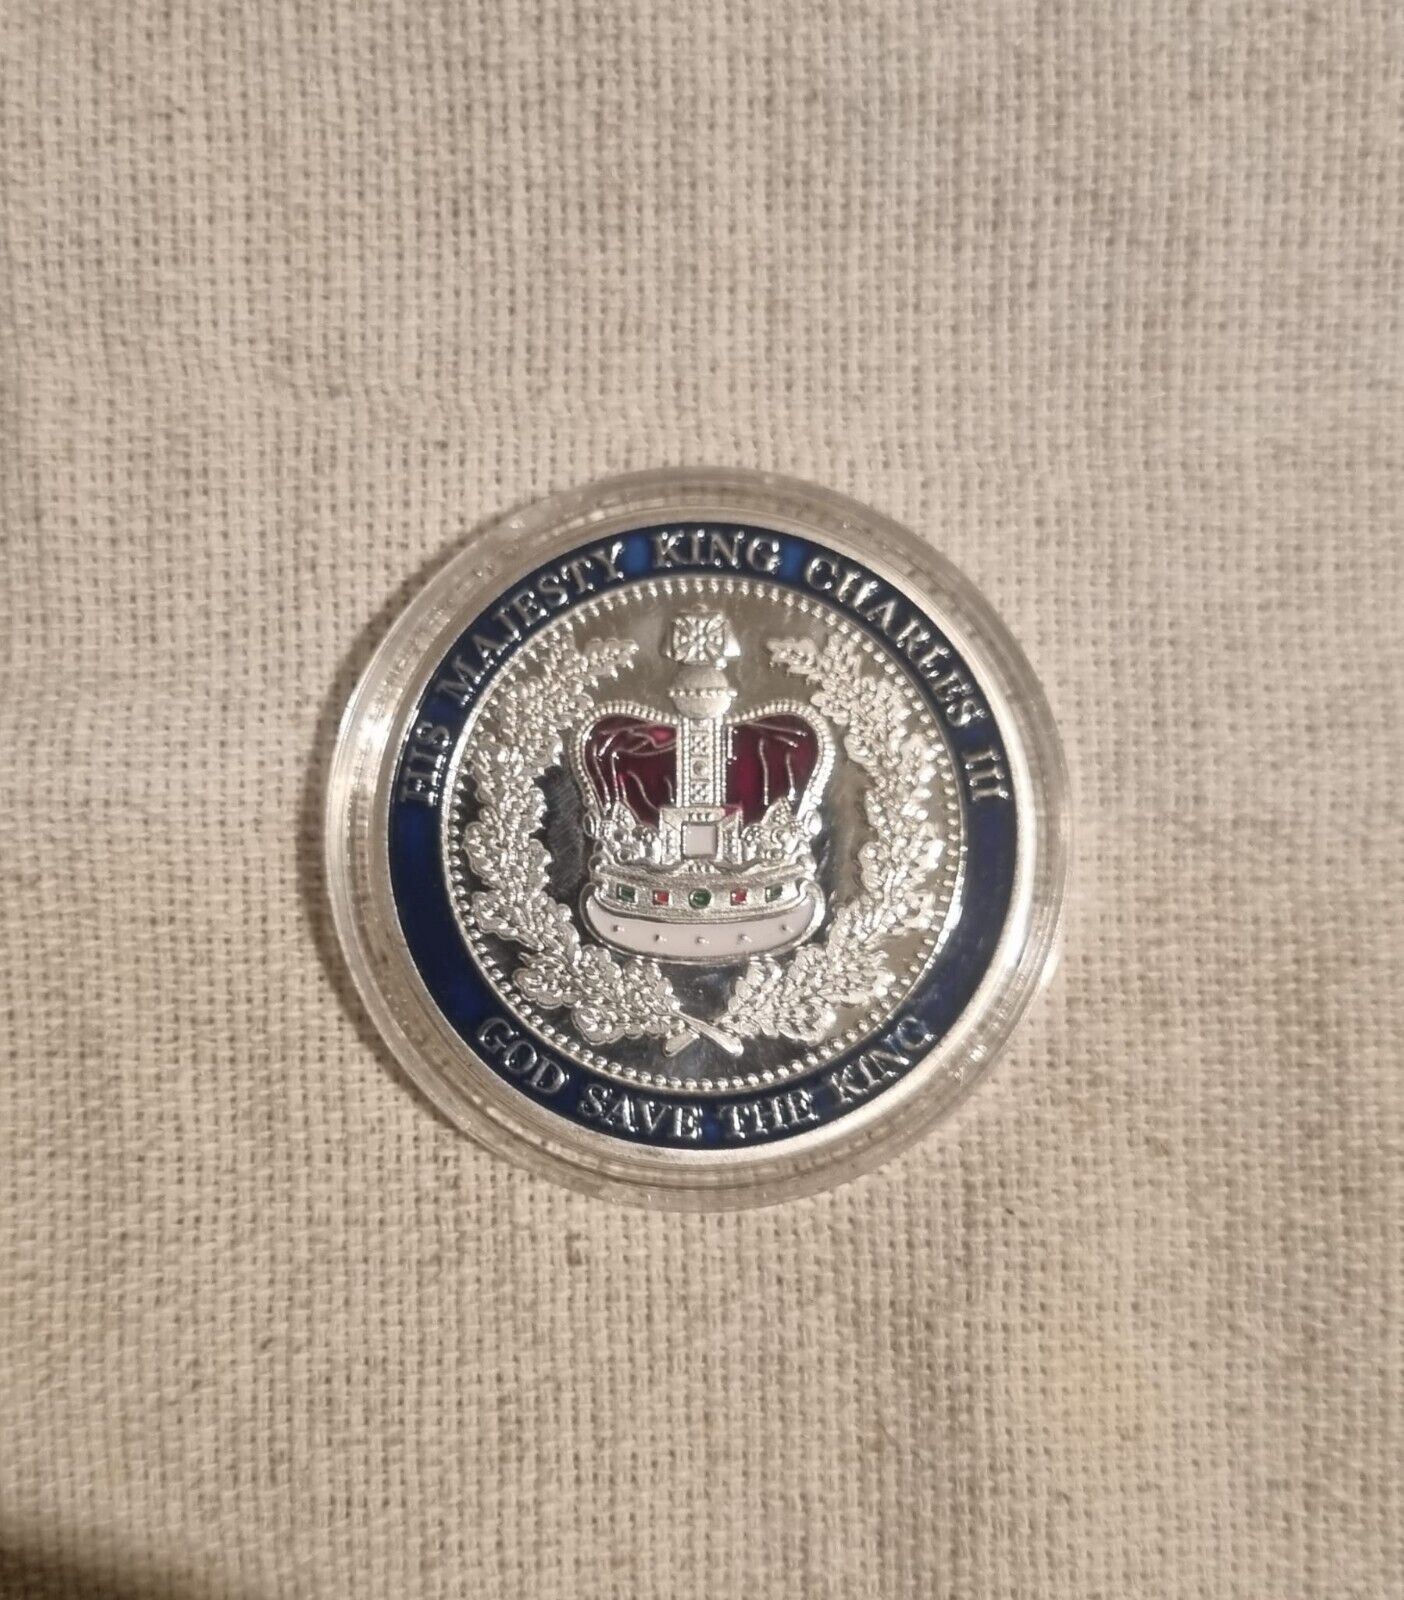 HIS MAJESTY KING CHARLES III
GOD SAVE THE KING